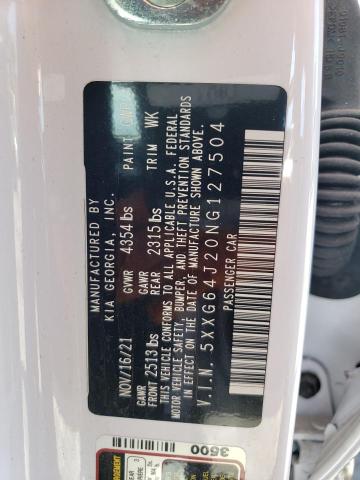 MANUFACTURED BY
KIA GEORGIA, INC.
NOV/16/21 GVWR 4354 lbs PAINT
GAWR FRONT 2513 lbs GAWR REAR 2315 lbs TRIM WK
THIS VEHICLE CONFORMS TO ALL APPLICABLE U.S.A. FEDERAL
MOTOR VEHICLE SAFETY, BUMPER, AND THEFT PREVENTION STANDARDS
IN EFFECT ON THE DATE OF MANUFACTURE SHOWN ABOVE.
V.I.N. 5XXG64J20NG127504
PASSENGER CAR
3500